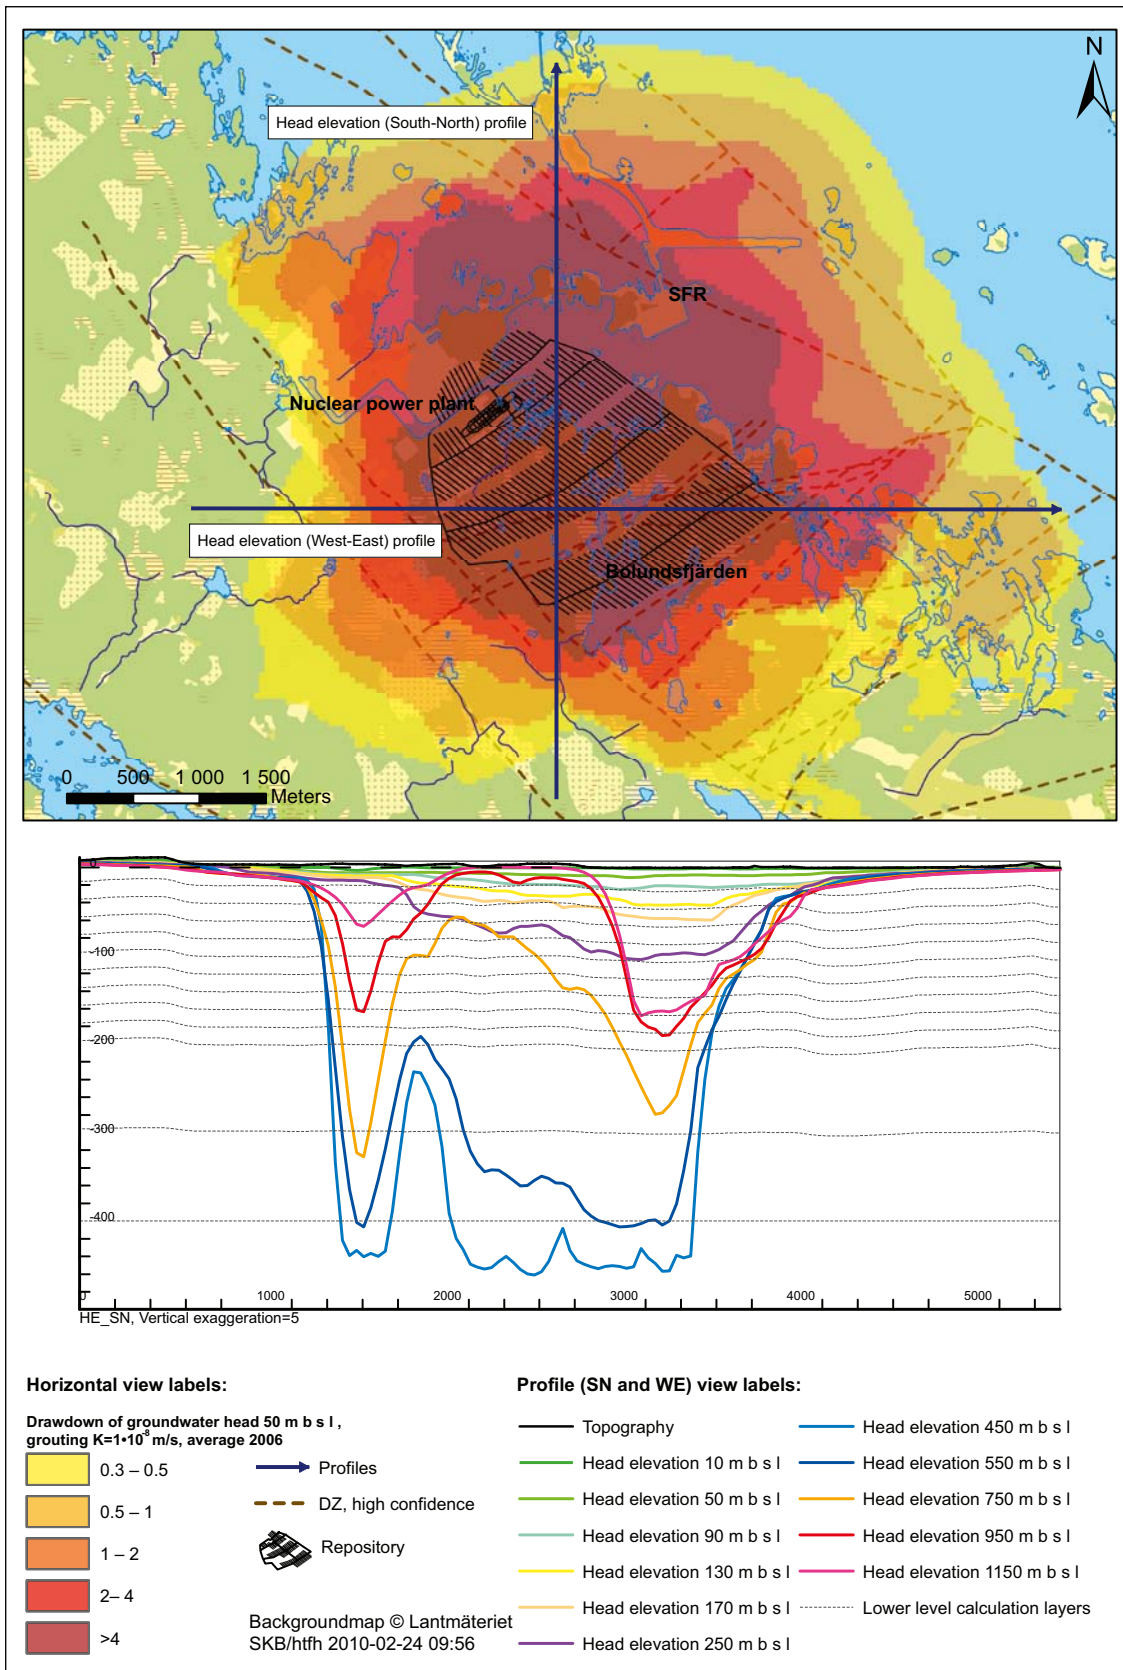 N
Head elevation (South-North) profile
SFR
Nuclear power plant
Head elevation (West-East) profile
Bolundsfjärden
0 500 1 000 1 500
Meters
0
-100
-200
-300
-400
0 1000 2000 3000 4000 5000
HE_SN, Vertical exaggeration=5
Horizontal view labels:
Drawdown of groundwater head 50 m b s l ,
grouting K=1•10⁻⁸ m/s, average 2006
0.3 – 0.5
0.5 – 1
1 – 2
2– 4
>4
Profiles
DZ, high confidence
Repository
Backgroundmap © Lantmäteriet
SKB/htfh 2010-02-24 09:56
Profile (SN and WE) view labels:
Topography
Head elevation 10 m b s l
Head elevation 50 m b s l
Head elevation 90 m b s l
Head elevation 130 m b s l
Head elevation 170 m b s l
Head elevation 250 m b s l
Head elevation 450 m b s l
Head elevation 550 m b s l
Head elevation 750 m b s l
Head elevation 950 m b s l
Head elevation 1150 m b s l
Lower level calculation layers